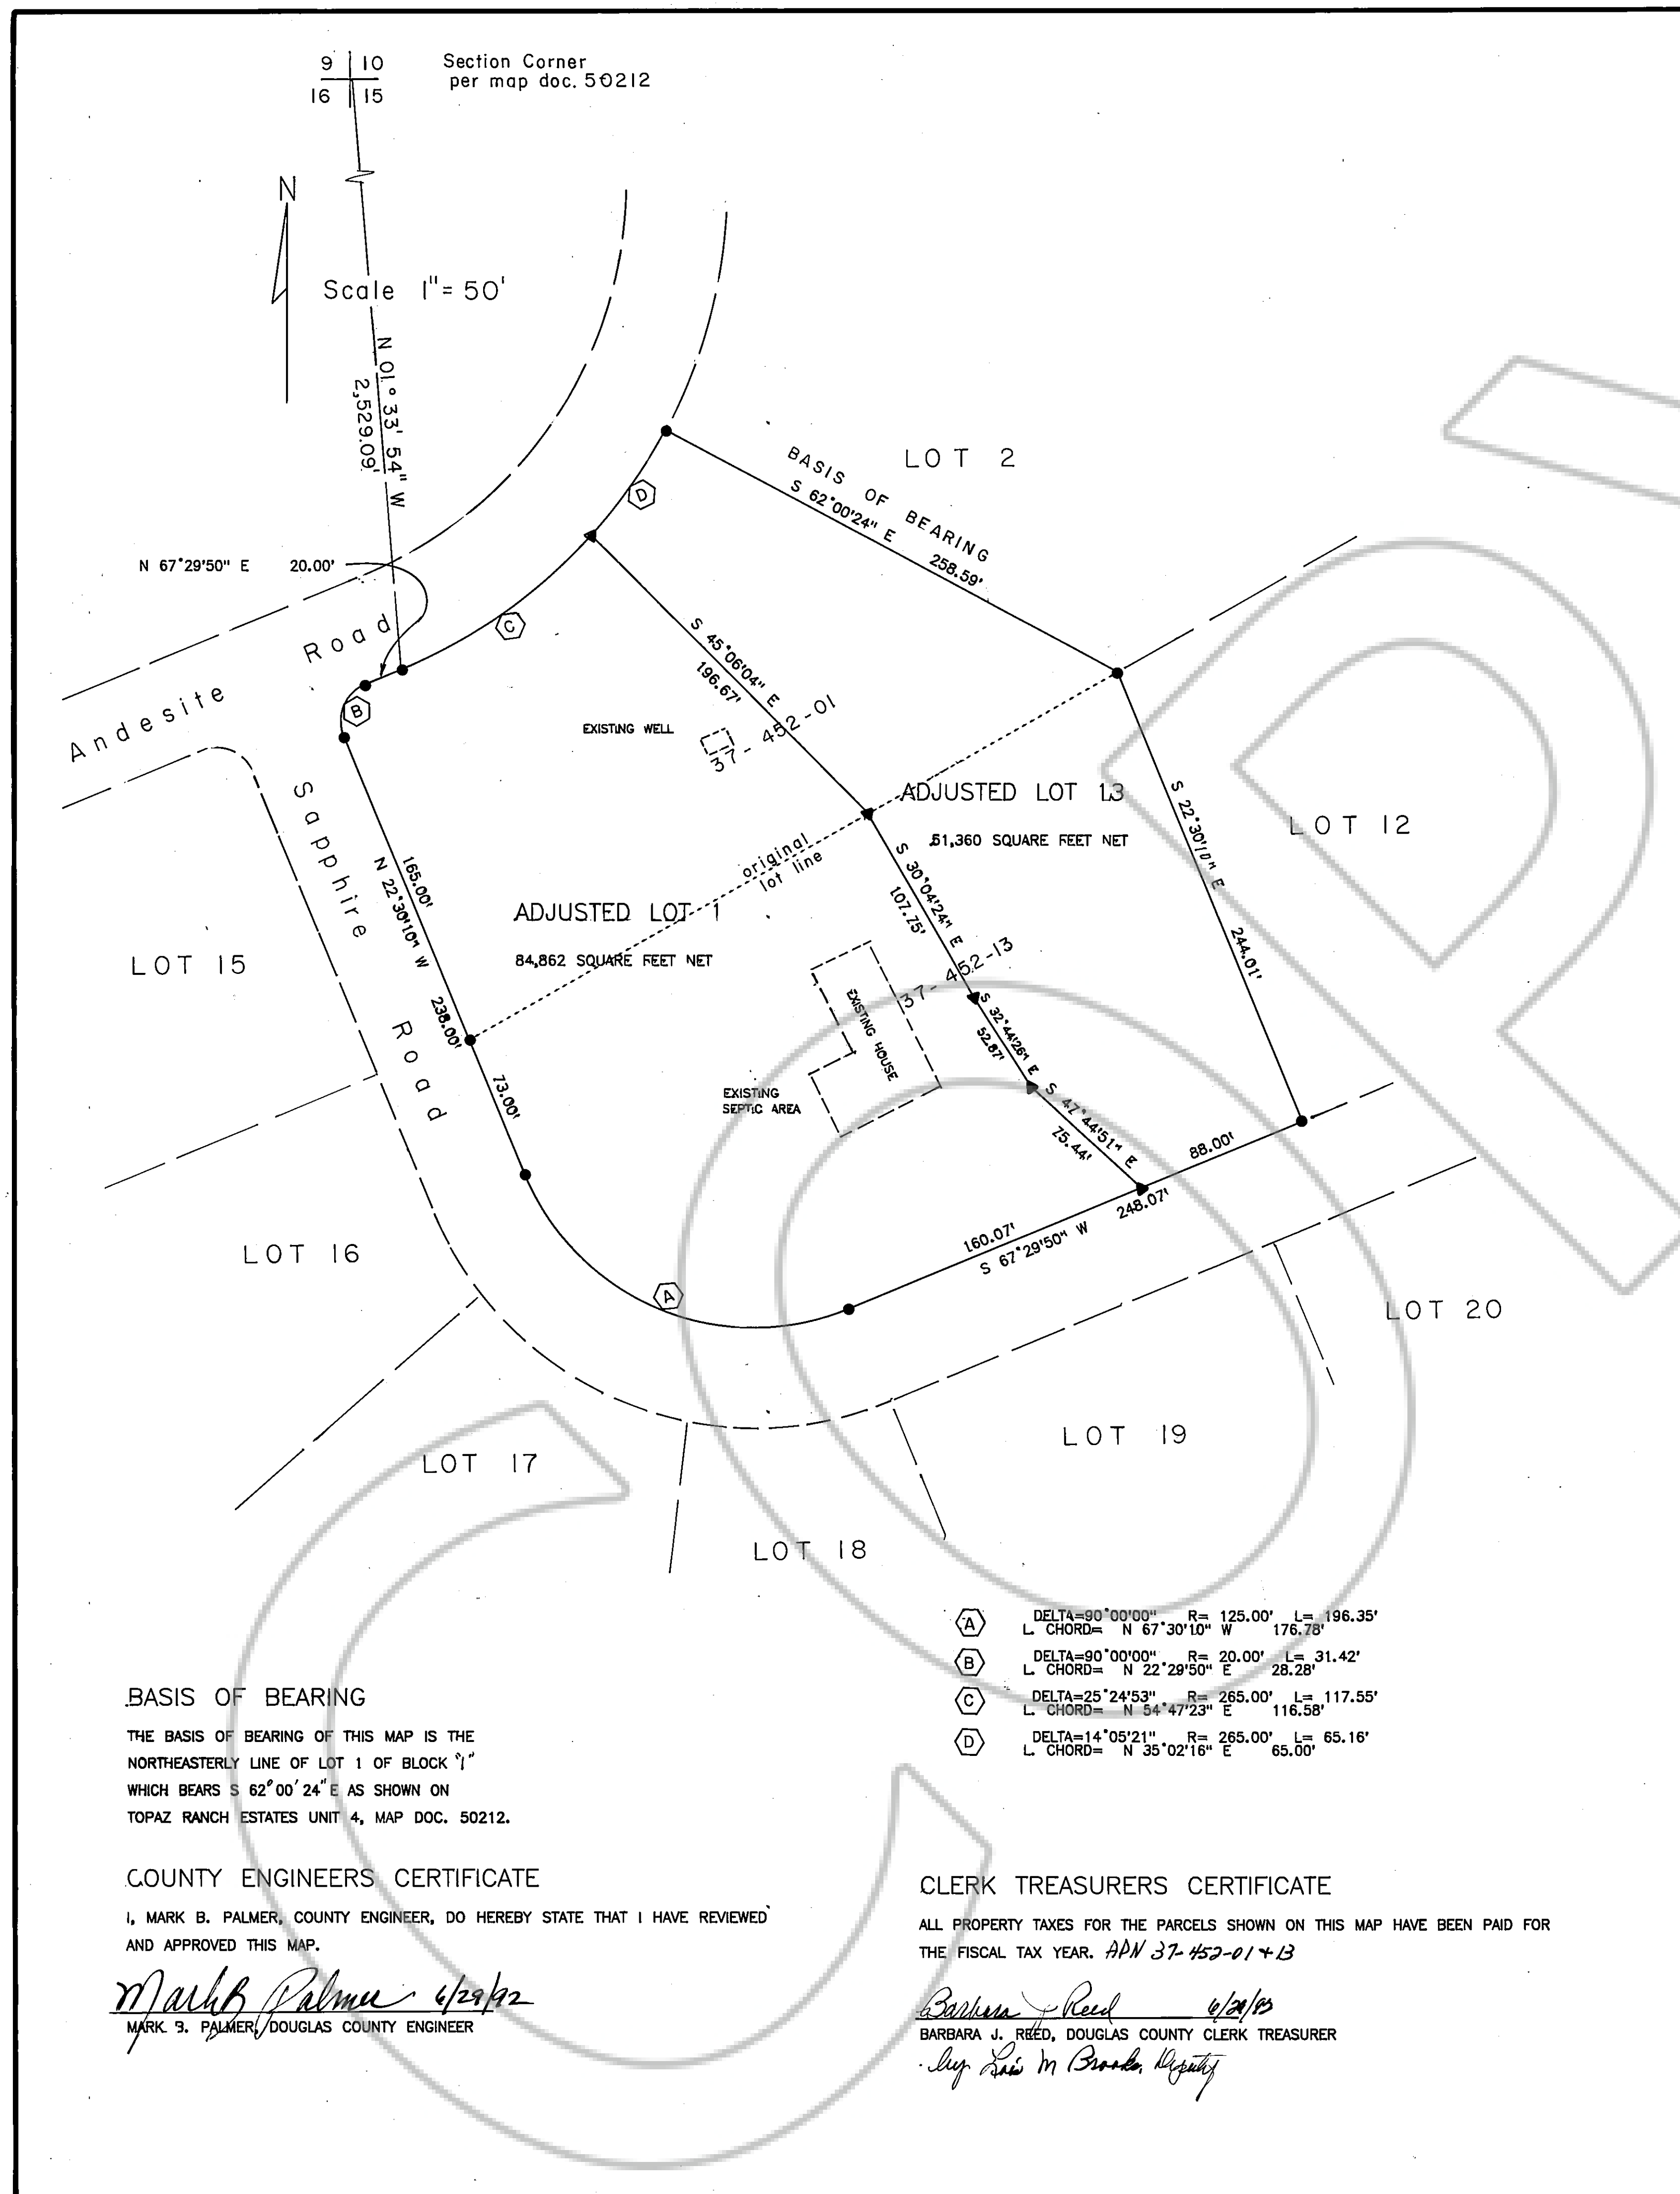 9 10
16 15
Section Corner
per map doc. 50212
N
Scale 1"= 50'
N 01° 33' 54" W
2,529.09'
LOT 2
BASIS OF BEARING
S 62°00'24" E 258.59'
D
N 67°29'50" E 20.00'
C
Andesite Road
B
S 45°06'04" E
196.67'
EXISTING WELL
37-452-01
ADJUSTED LOT 13
51,360 SQUARE FEET NET
S 22°30'10" E 244.01'
LOT 12
original
lot line
S 30°04'24" E
107.75'
Sapphire Road
165.00'
N 22°30'10" W 238.00'
73.00'
ADJUSTED LOT 1
84,862 SQUARE FEET NET
LOT 15
37-452-13
EXISTING HOUSE
S 32°44'26" E
52.87'
EXISTING
SEPTIC AREA
S 47°44'51" E
75.44'
88.00'
160.07'
S 67°29'50" W 248.07'
LOT 16
A
LOT 20
LOT 19
LOT 17
LOT 18
A DELTA=90°00'00" R= 125.00' L= 196.35'
L. CHORD= N 67°30'10" W 176.78'
B DELTA=90°00'00" R= 20.00' L= 31.42'
L. CHORD= N 22°29'50" E 28.28'
C DELTA=25°24'53" R= 265.00' L= 117.55'
L. CHORD= N 54°47'23" E 116.58'
D DELTA=14°05'21" R= 265.00' L= 65.16'
L. CHORD= N 35°02'16" E 65.00'
BASIS OF BEARING
THE BASIS OF BEARING OF THIS MAP IS THE
NORTHEASTERLY LINE OF LOT 1 OF BLOCK "I"
WHICH BEARS S 62°00'24" E AS SHOWN ON
TOPAZ RANCH ESTATES UNIT 4, MAP DOC. 50212.
COUNTY ENGINEERS CERTIFICATE
I, MARK B. PALMER, COUNTY ENGINEER, DO HEREBY STATE THAT I HAVE REVIEWED
AND APPROVED THIS MAP.
Mark B Palmer 6/29/92
MARK B. PALMER, DOUGLAS COUNTY ENGINEER
CLERK TREASURERS CERTIFICATE
ALL PROPERTY TAXES FOR THE PARCELS SHOWN ON THIS MAP HAVE BEEN PAID FOR
THE FISCAL TAX YEAR. APN 37-452-01 + 13
Barbara J Reed
BARBARA J. REED, DOUGLAS COUNTY CLERK TREASURER
by Lois M Brooks, Deputy